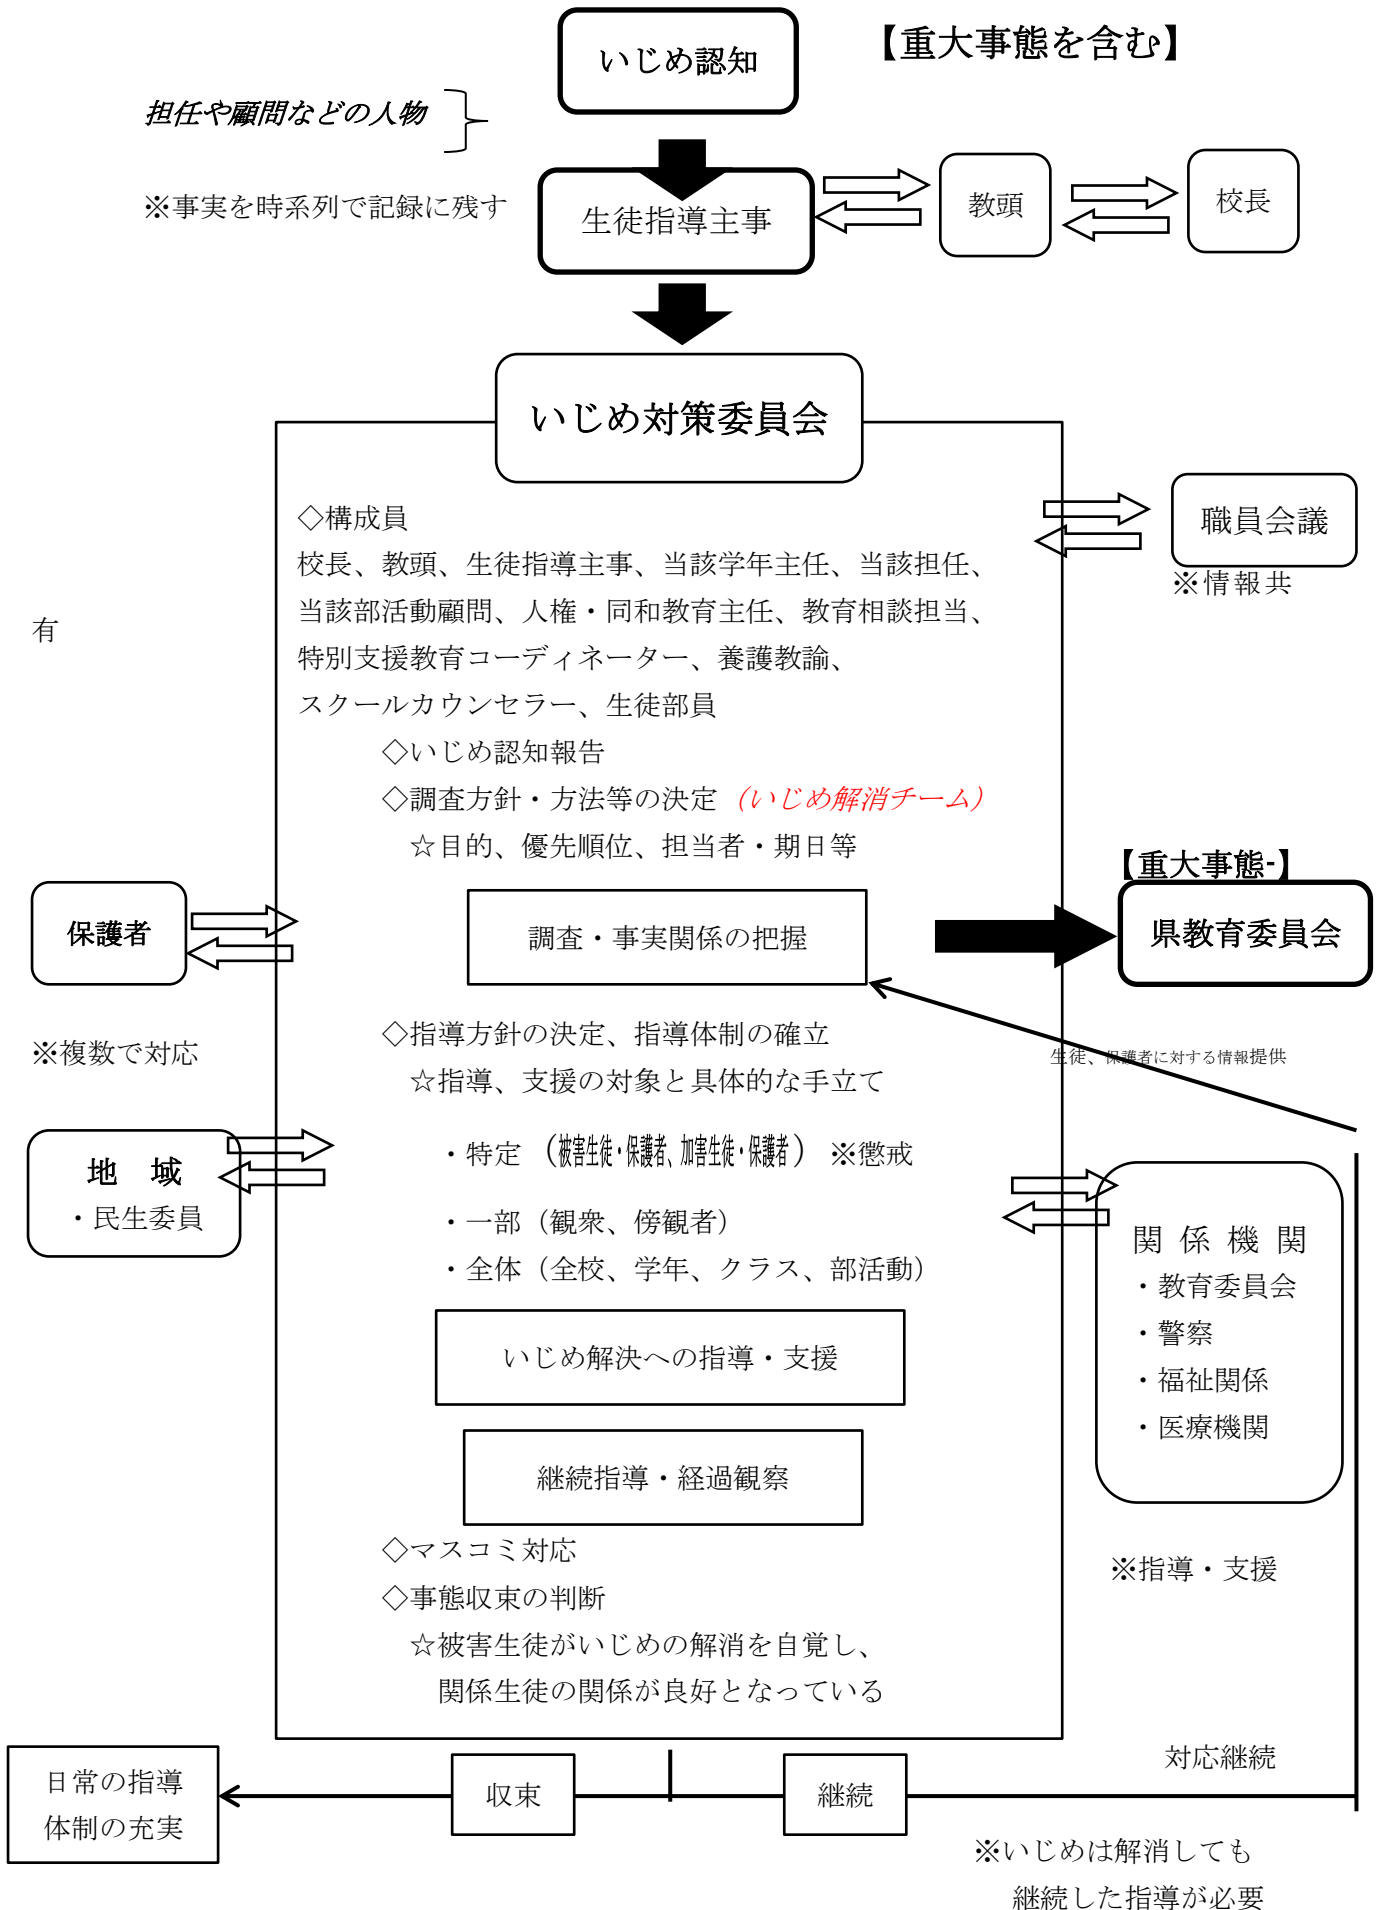 いじめ認知
【重大事態を含む】
担任や顧問などの人物
※事実を時系列で記録に残す
生徒指導主事
教頭
校長
いじめ対策委員会
◇構成員
校長、教頭、生徒指導主事、当該学年主任、当該担任、
当該部活動顧問、人権・同和教育主任、教育相談担当、
特別支援教育コーディネーター、養護教諭、
スクールカウンセラー、生徒部員
職員会議
※情報共
有
◇いじめ認知報告
◇調査方針・方法等の決定（いじめ解消チーム）
☆目的、優先順位、担当者・期日等
【重大事態-】
保護者
調査・事実関係の把握
県教育委員会
※複数で対応
◇指導方針の決定、指導体制の確立
☆指導、支援の対象と具体的な手立て
生徒、保護者に対する情報提供
地　域
・民生委員
・特定　（被害生徒・保護者、加害生徒・保護者）　※懲戒
・一部（観衆、傍観者）
・全体（全校、学年、クラス、部活動）
関 係 機 関
・教育委員会
・警察
・福祉関係
・医療機関
いじめ解決への指導・支援
継続指導・経過観察
※指導・支援
◇マスコミ対応
◇事態収束の判断
☆被害生徒がいじめの解消を自覚し、
関係生徒の関係が良好となっている
日常の指導
体制の充実
収束
継続
対応継続
※いじめは解消しても
継続した指導が必要